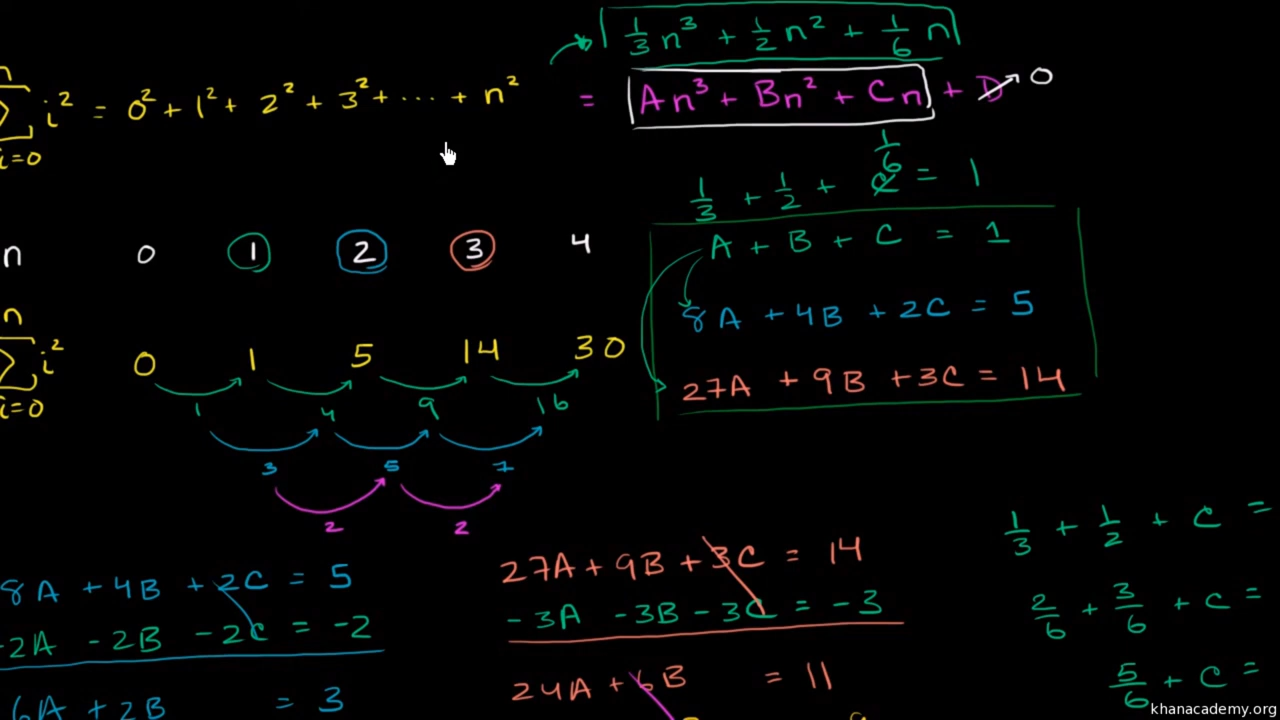 1/3 n³ + 1/2 n² + 1/6 n
n
∑ i² = 0² + 1² + 2² + 3² + ... + n² = An³ + Bn² + Cn + D → 0
i=0
1/6
1/3 + 1/2 + C = 1
n 0 1 2 3 4
A + B + C = 1
8A + 4B + 2C = 5
n
∑ i² 0 1 5 14 30
i=0
27A + 9B + 3C = 14
1 4 9 16
3 5 7
2 2
8A + 4B + 2C = 5
-2A - 2B - 2C = -2
6A + 2B = 3
27A + 9B + 3C = 14
-3A - 3B - 3C = -3
24A + 6B = 11
1/3 + 1/2 + C =
2/6 + 3/6 + C =
5/6 + C =
khanacademy.org